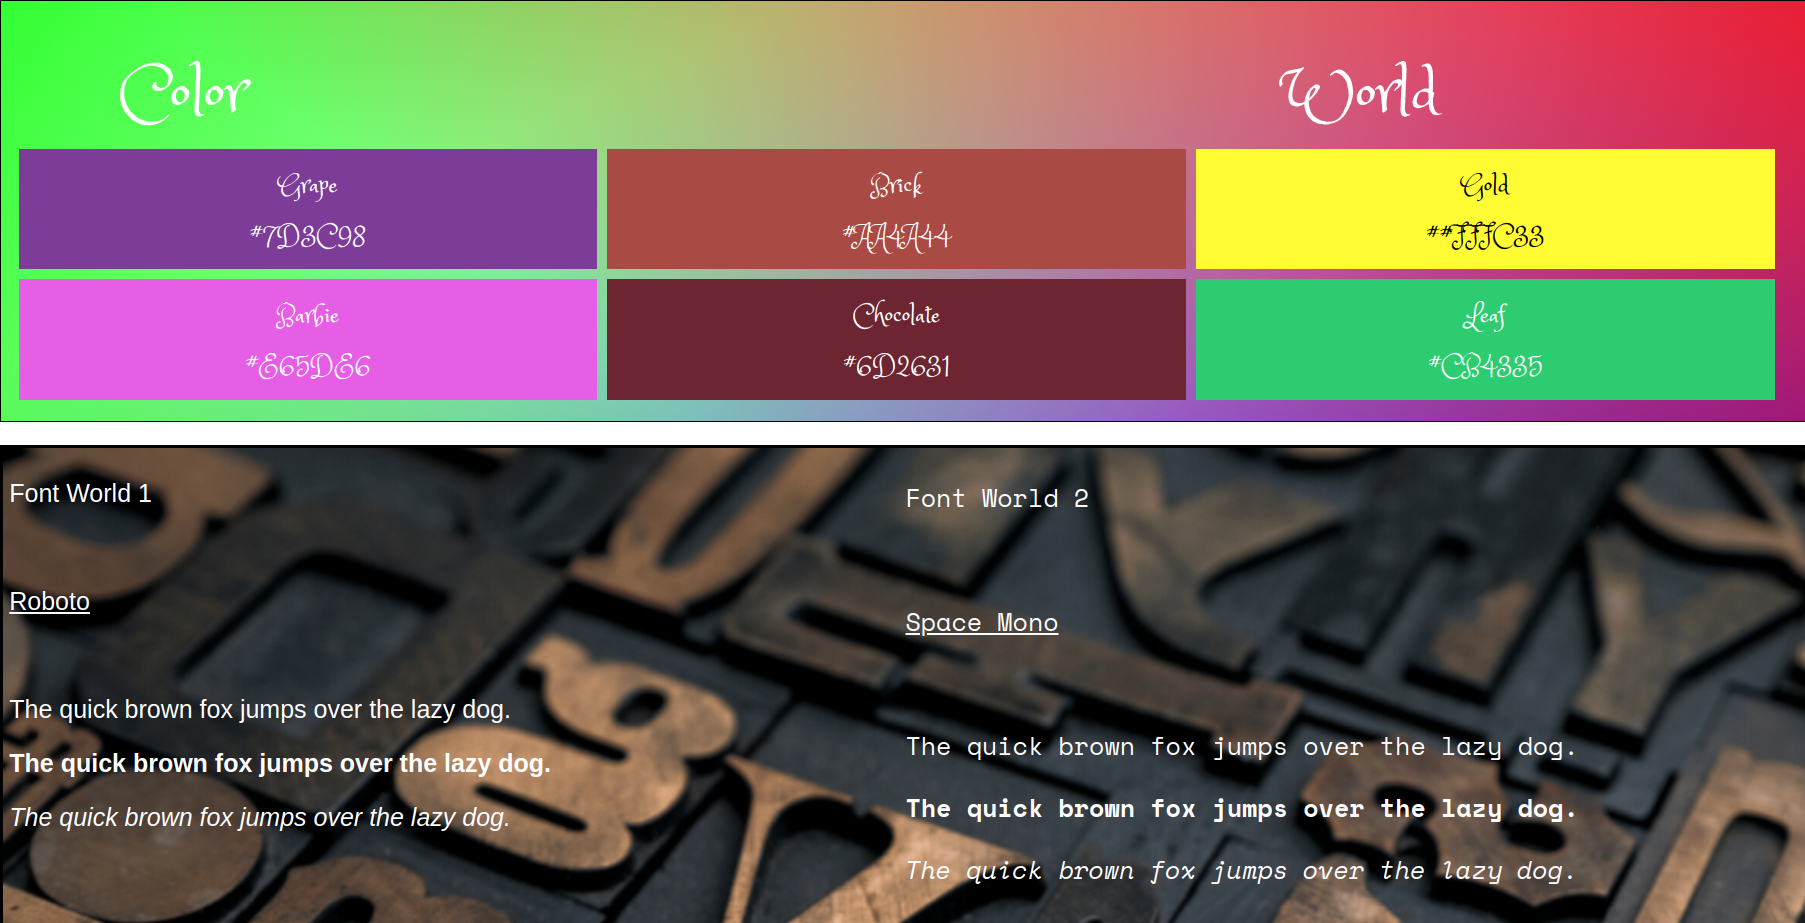 Color World
Grape
#7D3C98
Brick
#AA4A44
Gold
##FFFC33
Barbie
#E65DE6
Chocolate
#6D2631
Leaf
#CB4335
Font World 1
Roboto
The quick brown fox jumps over the lazy dog.
The quick brown fox jumps over the lazy dog.
The quick brown fox jumps over the lazy dog.
Font World 2
Space Mono
The quick brown fox jumps over the lazy dog.
The quick brown fox jumps over the lazy dog.
The quick brown fox jumps over the lazy dog.